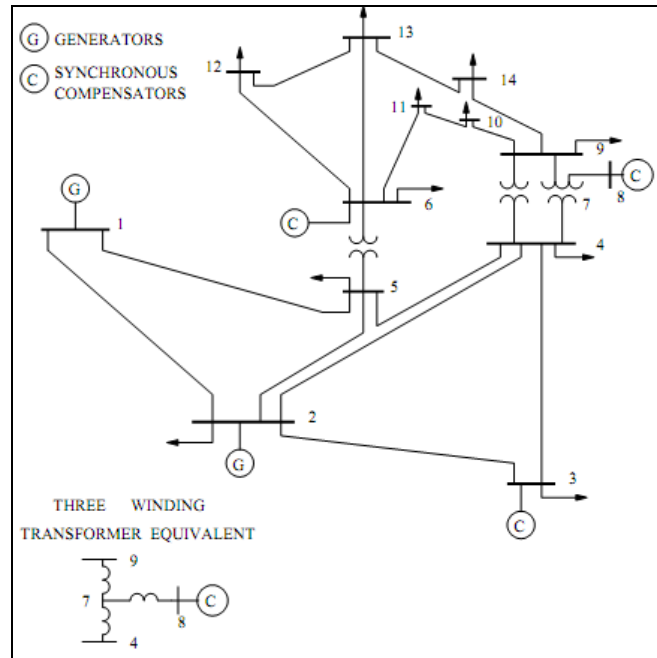 G GENERATORS
C SYNCHRONOUS
COMPENSATORS
13
12
14
11
10
9
G
C
7
8
C
6
1
4
5
2
G
3
C
THREE WINDING
TRANSFORMER EQUIVALENT
9
7
C
8
4